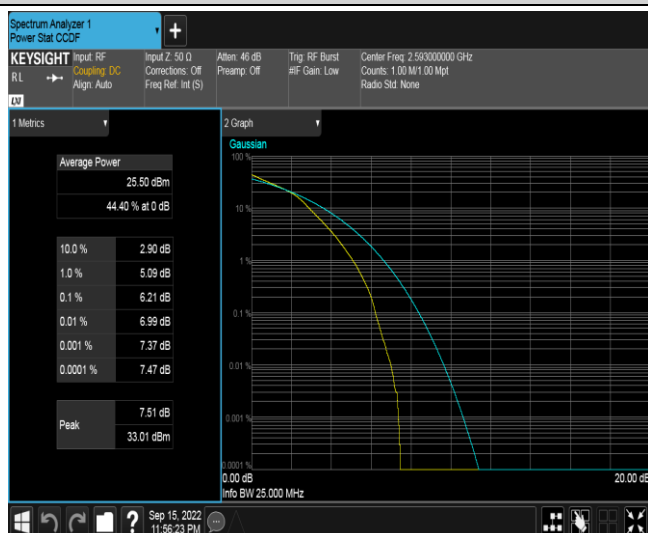 Spectrum Analyzer 1
Power Stat CCDF
+
KEYSIGHT
RL
LXI
Input: RF
Coupling: DC
Align: Auto
Input Z: 50 Ω
Corrections: Off
Freq Ref: Int (S)
Atten: 46 dB
Preamp: Off
Trig: RF Burst
#IF Gain: Low
Center Freq: 2.593000000 GHz
Counts: 1.00 M/1.00 Mpt
Radio Std: None
1 Metrics
Average Power
25.50 dBm
44.40 % at 0 dB
10.0 % 2.90 dB
1.0 % 5.09 dB
0.1 % 6.21 dB
0.01 % 6.99 dB
0.001 % 7.37 dB
0.0001 % 7.47 dB
Peak
7.51 dB
33.01 dBm
2 Graph
Gaussian
100 %
10 %
1 %
0.1 %
0.01 %
0.001 %
0.0001 %
0.00 dB
20.00 dB
Info BW 25.000 MHz
?
Sep 15, 2022
11:56:23 PM